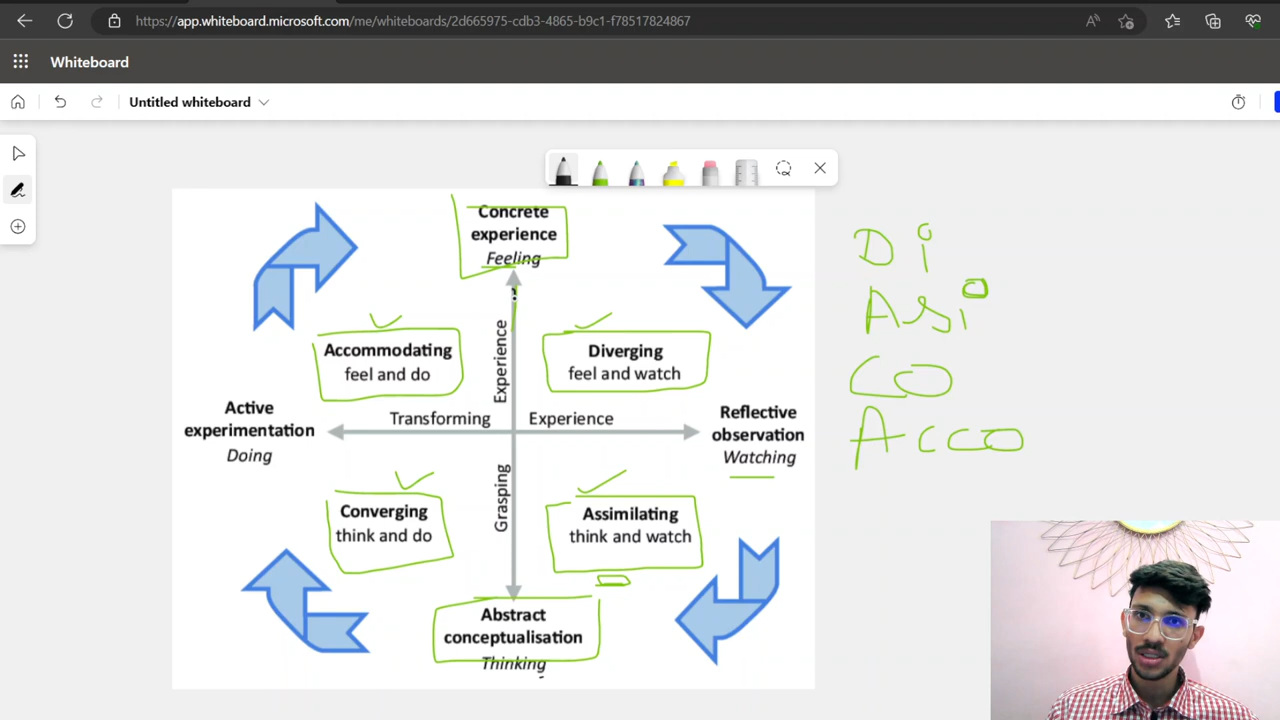 https://app.whiteboard.microsoft.com/me/whiteboards/2d665975-cdb3-4865-b9c1-f78517824867
Whiteboard
Untitled whiteboard
Concrete
experience
Feeling
Accommodating
feel and do
Diverging
feel and watch
Experience
Active
experimentation
Doing
Transforming
Experience
Reflective
observation
Watching
Grasping
Converging
think and do
Assimilating
think and watch
Abstract
conceptualisation
Thinking
Di
Asi
CO
Acco